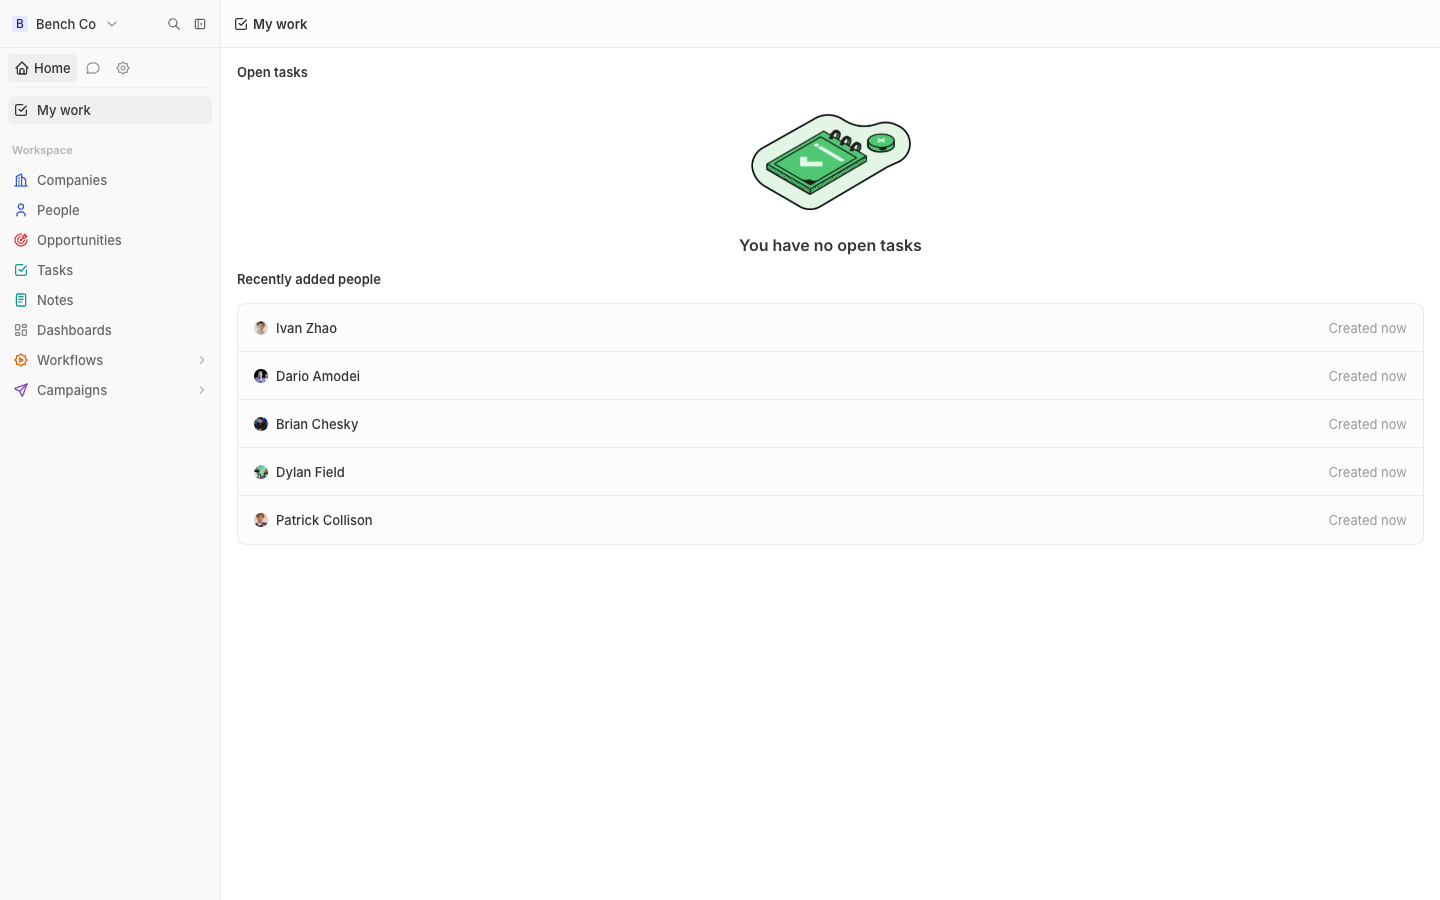 B Bench Co
My work
Home
My work
Workspace
Companies
People
Opportunities
Tasks
Notes
Dashboards
Workflows
Campaigns
Open tasks
You have no open tasks
Recently added people
Ivan Zhao Created now
Dario Amodei Created now
Brian Chesky Created now
Dylan Field Created now
Patrick Collison Created now